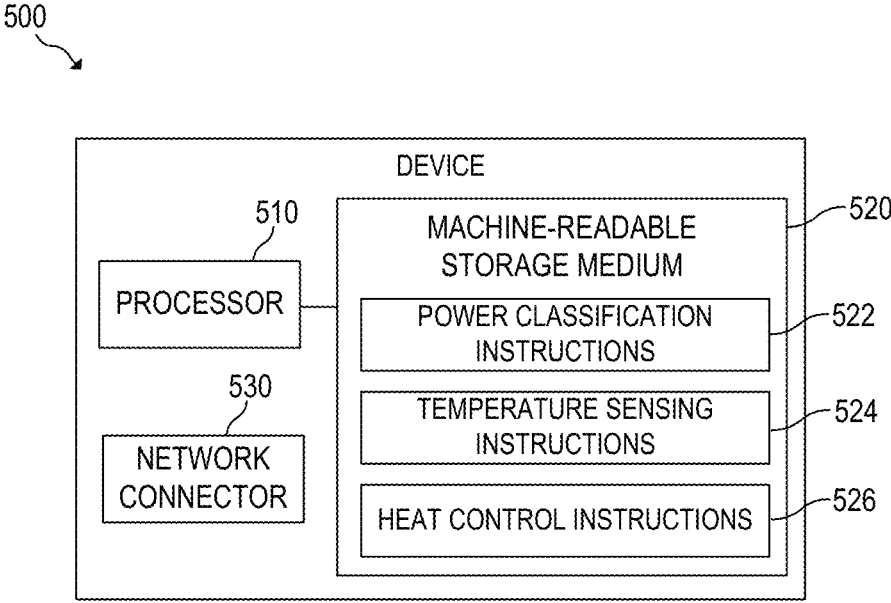 500
DEVICE
510
PROCESSOR
530
NETWORK
CONNECTOR
520
MACHINE-READABLE
STORAGE MEDIUM
522
POWER CLASSIFICATION
INSTRUCTIONS
524
TEMPERATURE SENSING
INSTRUCTIONS
526
HEAT CONTROL INSTRUCTIONS